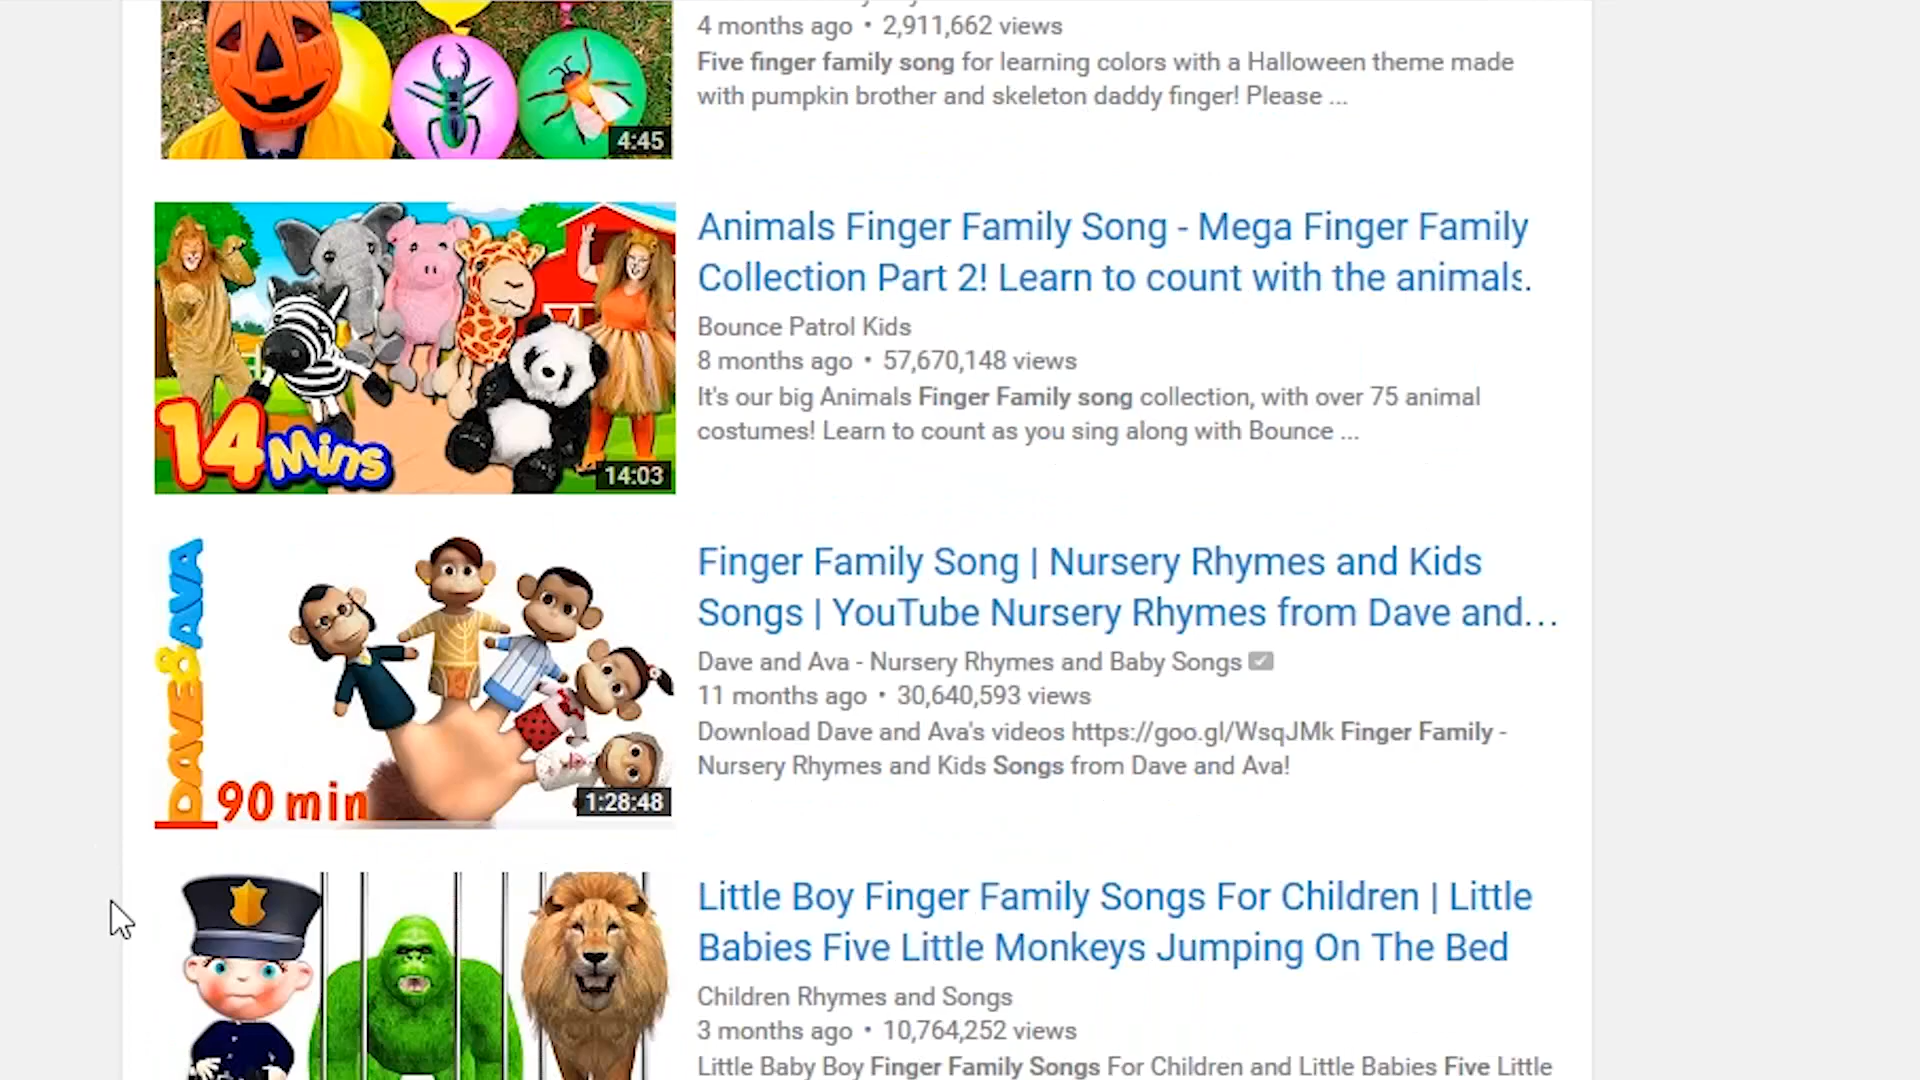 4 months ago • 2,911,662 views
Five finger family song for learning colors with a Halloween theme made
with pumpkin brother and skeleton daddy finger! Please ...
4:45
Animals Finger Family Song - Mega Finger Family
Collection Part 2! Learn to count with the animals.
Bounce Patrol Kids
8 months ago • 57,670,148 views
It's our big Animals Finger Family song collection, with over 75 animal
costumes! Learn to count as you sing along with Bounce ...
14 Mins
14:03
Finger Family Song | Nursery Rhymes and Kids
Songs | YouTube Nursery Rhymes from Dave and...
Dave and Ava - Nursery Rhymes and Baby Songs
11 months ago • 30,640,593 views
Download Dave and Ava's videos https://goo.gl/WsqJMk Finger Family -
Nursery Rhymes and Kids Songs from Dave and Ava!
DAVE & AVA
90 min
1:28:48
Little Boy Finger Family Songs For Children | Little
Babies Five Little Monkeys Jumping On The Bed
Children Rhymes and Songs
3 months ago • 10,764,252 views
Little Baby Boy Finger Family Songs For Children and Little Babies Five Little